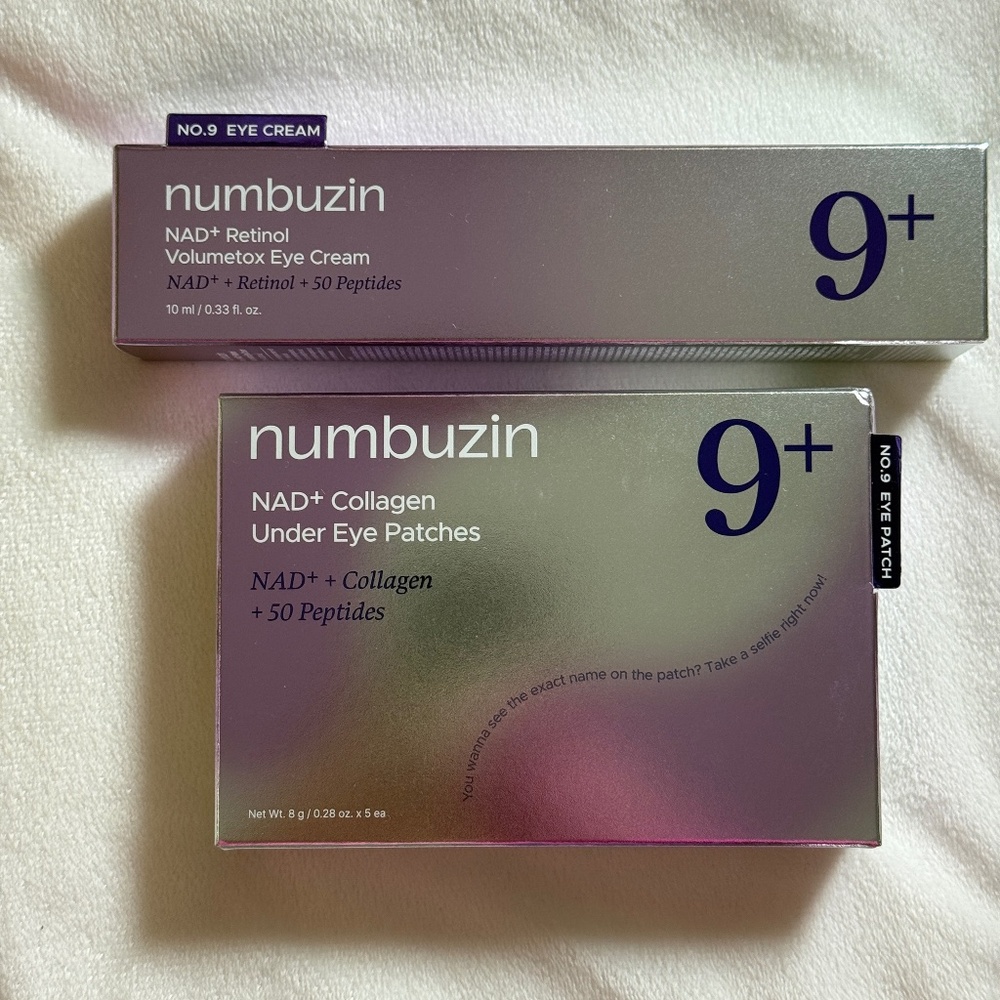 NO.9 EYE CREAM
numbuzin
NAD+ Retinol
Volumetox Eye Cream
NAD+ + Retinol + 50 Peptides
10 ml / 0.33 fl. oz.
9+
numbuzin
9+
NAD+ Collagen
Under Eye Patches
NAD+ + Collagen
+ 50 Peptides
NO.9 EYE PATCH
You wanna see the exact name on the patch? Take a selfie right now!
Net Wt. 8 g / 0.28 oz. x 5 ea